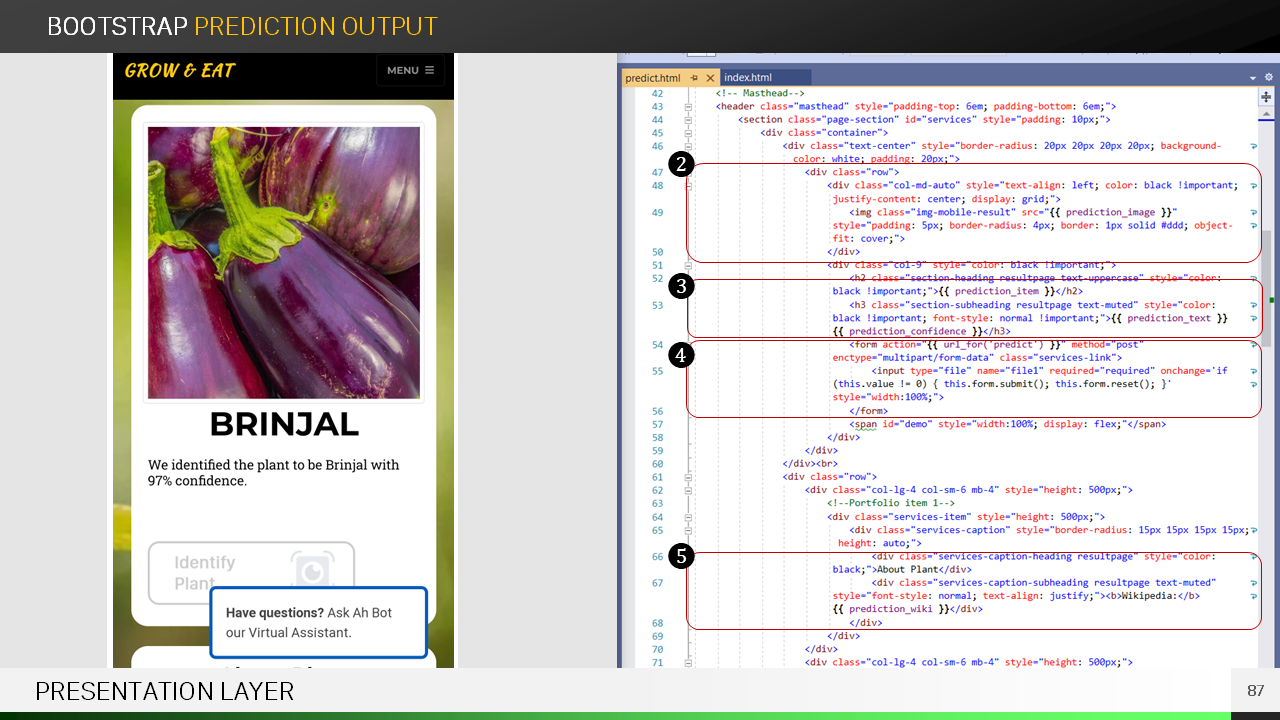 BOOTSTRAP PREDICTION OUTPUT
GROW & EAT
MENU
BRINJAL
We identified the plant to be Brinjal with
97% confidence.
Identify
Plant
Have questions? Ask Ah Bot
our Virtual Assistant.
predict.html
index.html
42 <!-- Masthead-->
43 <header class="masthead" style="padding-top: 6em; padding-bottom: 6em;">
44 <section class="page-section" id="services" style="padding: 10px;">
45 <div class="container">
46 <div class="text-center" style="border-radius: 20px 20px 20px 20px; background-
color: white; padding: 20px;">
2
47 <div class="row">
48 <div class="col-md-auto" style="text-align: left; color: black !important;
justify-content: center; display: grid;">
49 <img class="img-mobile-result" src="{{ prediction_image }}"
style="padding: 5px; border-radius: 4px; border: 1px solid #ddd; object-
fit: cover;">
50 </div>
51 <div class="col-9" style="color: black !important;">
3
52 <h2 class="section-heading resultpage text-uppercase" style="color:
black !important;">{{ prediction_item }}</h2>
53 <h3 class="section-subheading resultpage text-muted" style="color:
black !important; font-style: normal !important;">{{ prediction_text }}
{{ prediction_confidence }}</h3>
4
54 <form action="{{ url_for('predict') }}" method="post"
enctype="multipart/form-data" class="services-link">
55 <input type="file" name="file1" required="required" onchange='if
(this.value != 0) { this.form.submit(); this.form.reset(); }'
style="width:100%;">
56 </form>
57 <span id="demo" style="width:100%; display: flex;"</span>
58 </div>
59 </div>
60 </div><br>
61 <div class="row">
62 <div class="col-lg-4 col-sm-6 mb-4" style="height: 500px;">
63 <!--Portfolio item 1-->
64 <div class="services-item" style="height: 500px;">
65 <div class="services-caption" style="border-radius: 15px 15px 15px 15px;
height: auto;">
5
66 <div class="services-caption-heading resultpage" style="color:
black;">About Plant</div>
67 <div class="services-caption-subheading resultpage text-muted"
style="font-style: normal; text-align: justify;"><b>Wikipedia:</b>
{{ prediction_wiki }}</div>
68 </div>
69 </div>
70 </div>
71 <div class="col-lg-4 col-sm-6 mb-4" style="height: 500px;">
PRESENTATION LAYER
87